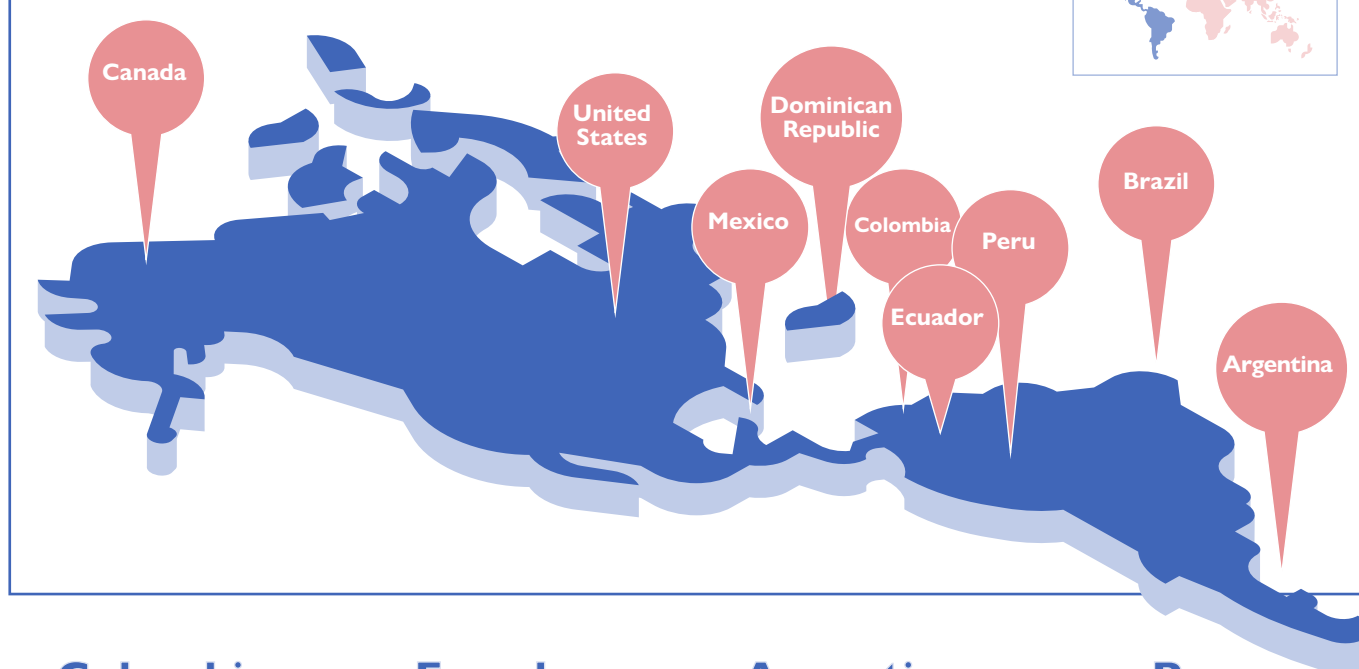 Canada
United
States
Dominican
Republic
Mexico
Colombia
Peru
Ecuador
Brazil
Argentina